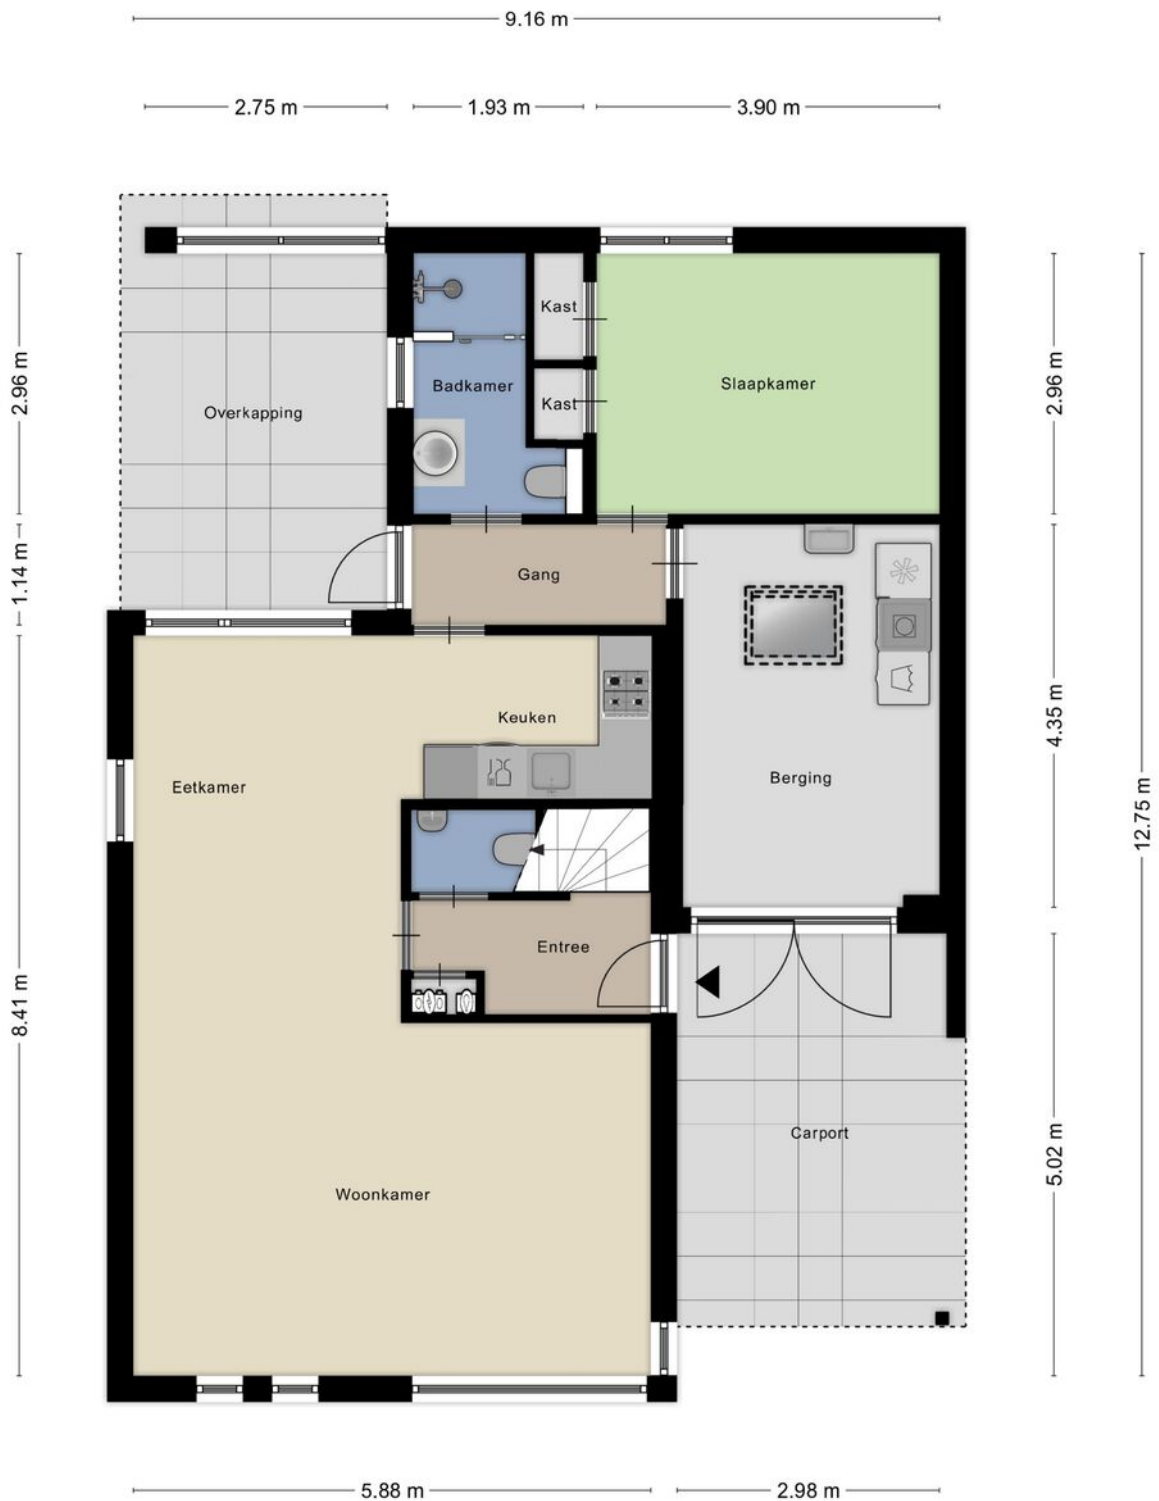 9.16 m
2.75 m
1.93 m
3.90 m
2.96 m
2.96 m
Kast
Kast
Badkamer
Slaapkamer
Overkapping
1.14 m
Gang
4.35 m
Keuken
Eetkamer
Berging
12.75 m
Entree
8.41 m
Carport
5.02 m
Woonkamer
5.88 m
2.98 m